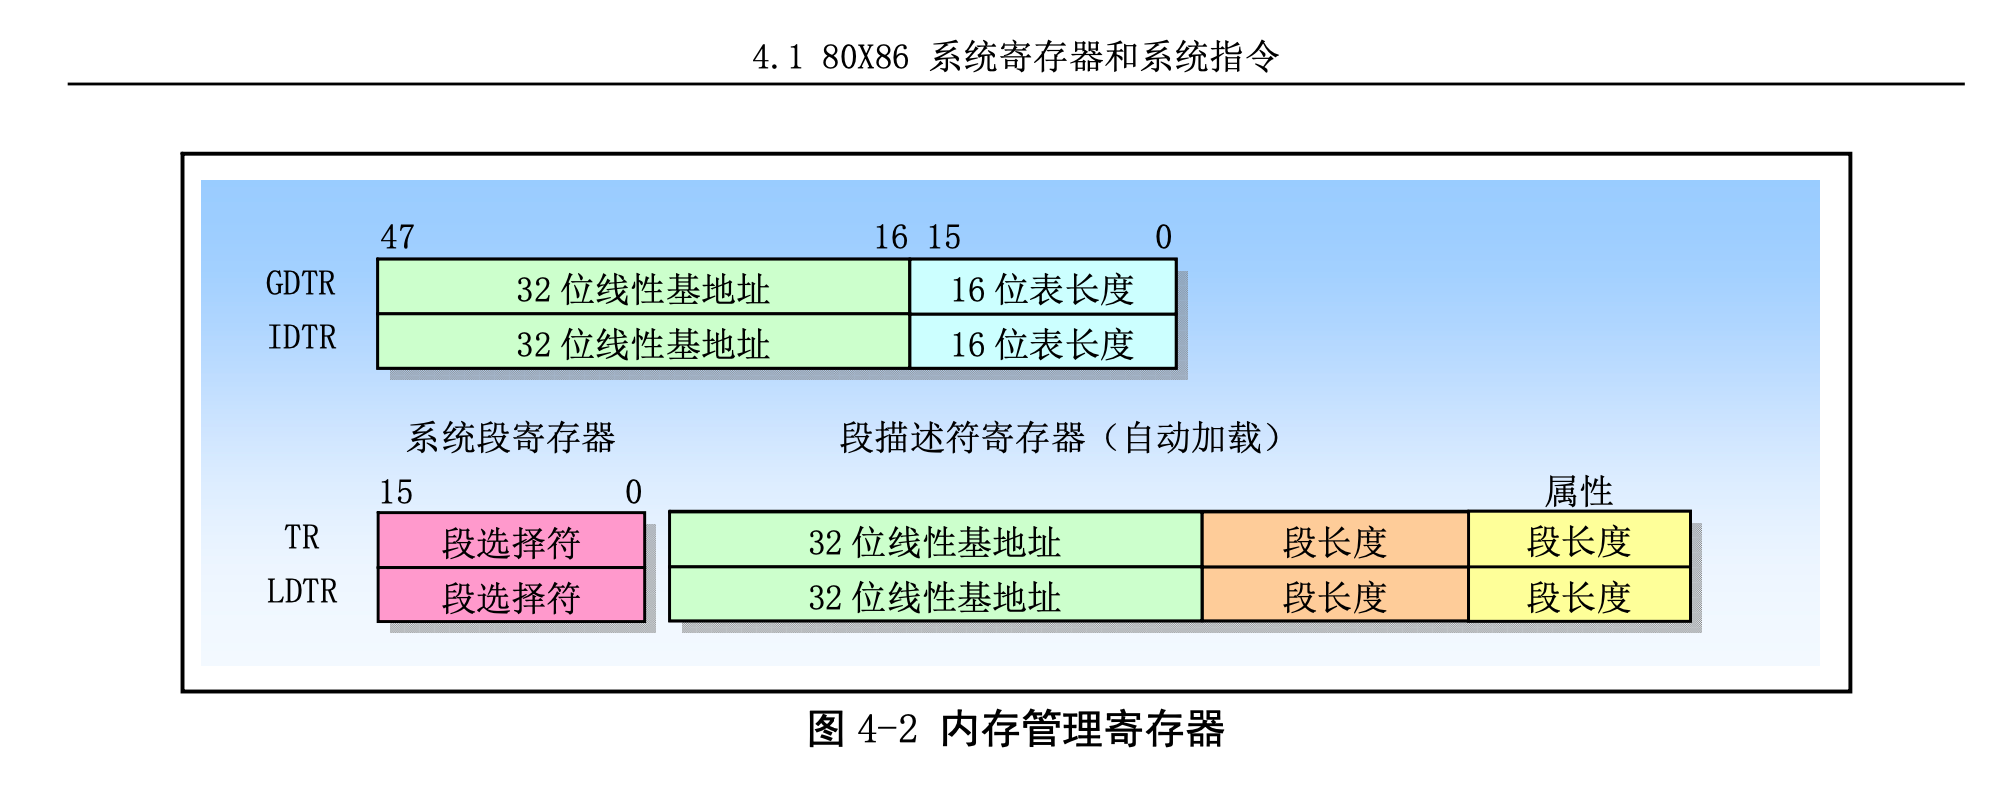 4.1 80X86 系统寄存器和系统指令
47 16 15 0
GDTR 32 位线性基地址 16 位表长度
IDTR 32 位线性基地址 16 位表长度
系统段寄存器 段描述符寄存器（自动加载）
15 0 属性
TR 段选择符 32 位线性基地址 段长度 段长度
LDTR 段选择符 32 位线性基地址 段长度 段长度
图 4-2 内存管理寄存器